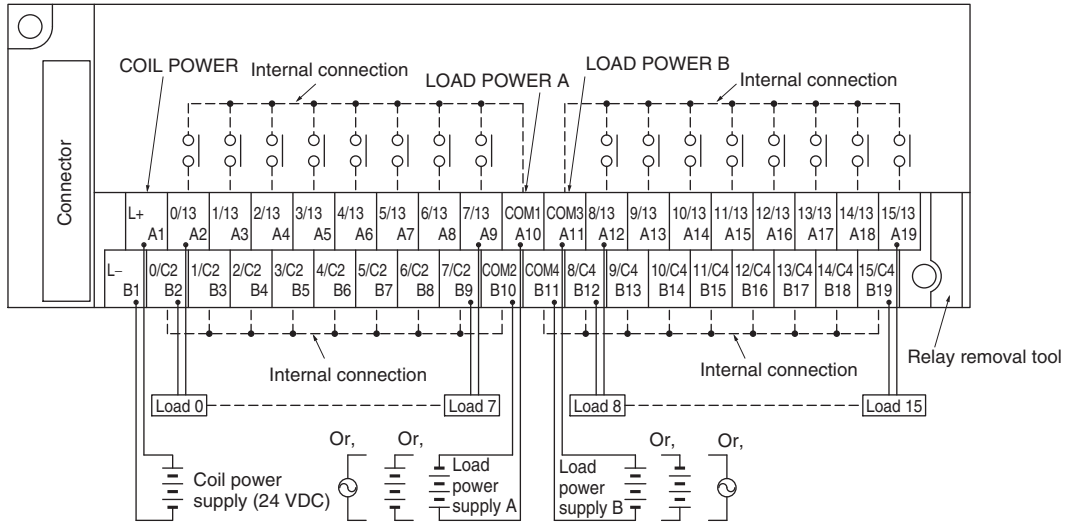 COIL POWER
Internal connection
LOAD POWER A
LOAD POWER B
Internal connection
Connector
L+ 0/13 1/13 2/13 3/13 4/13 5/13 6/13 7/13 COM1 COM3 8/13 9/13 10/13 11/13 12/13 13/13 14/13 15/13
A1 A2 A3 A4 A5 A6 A7 A8 A9 A10 A11 A12 A13 A14 A15 A16 A17 A18 A19
L− 0/C2 1/C2 2/C2 3/C2 4/C2 5/C2 6/C2 7/C2 COM2 COM4 8/C4 9/C4 10/C4 11/C4 12/C4 13/C4 14/C4 15/C4
B1 B2 B3 B4 B5 B6 B7 B8 B9 B10 B11 B12 B13 B14 B15 B16 B17 B18 B19
Internal connection
Internal connection
Relay removal tool
Load 0
Load 7
Load 8
Load 15
Or,
Or,
Or,
Or,
Coil power
supply (24 VDC)
Load
power
supply A
Load
power
supply B